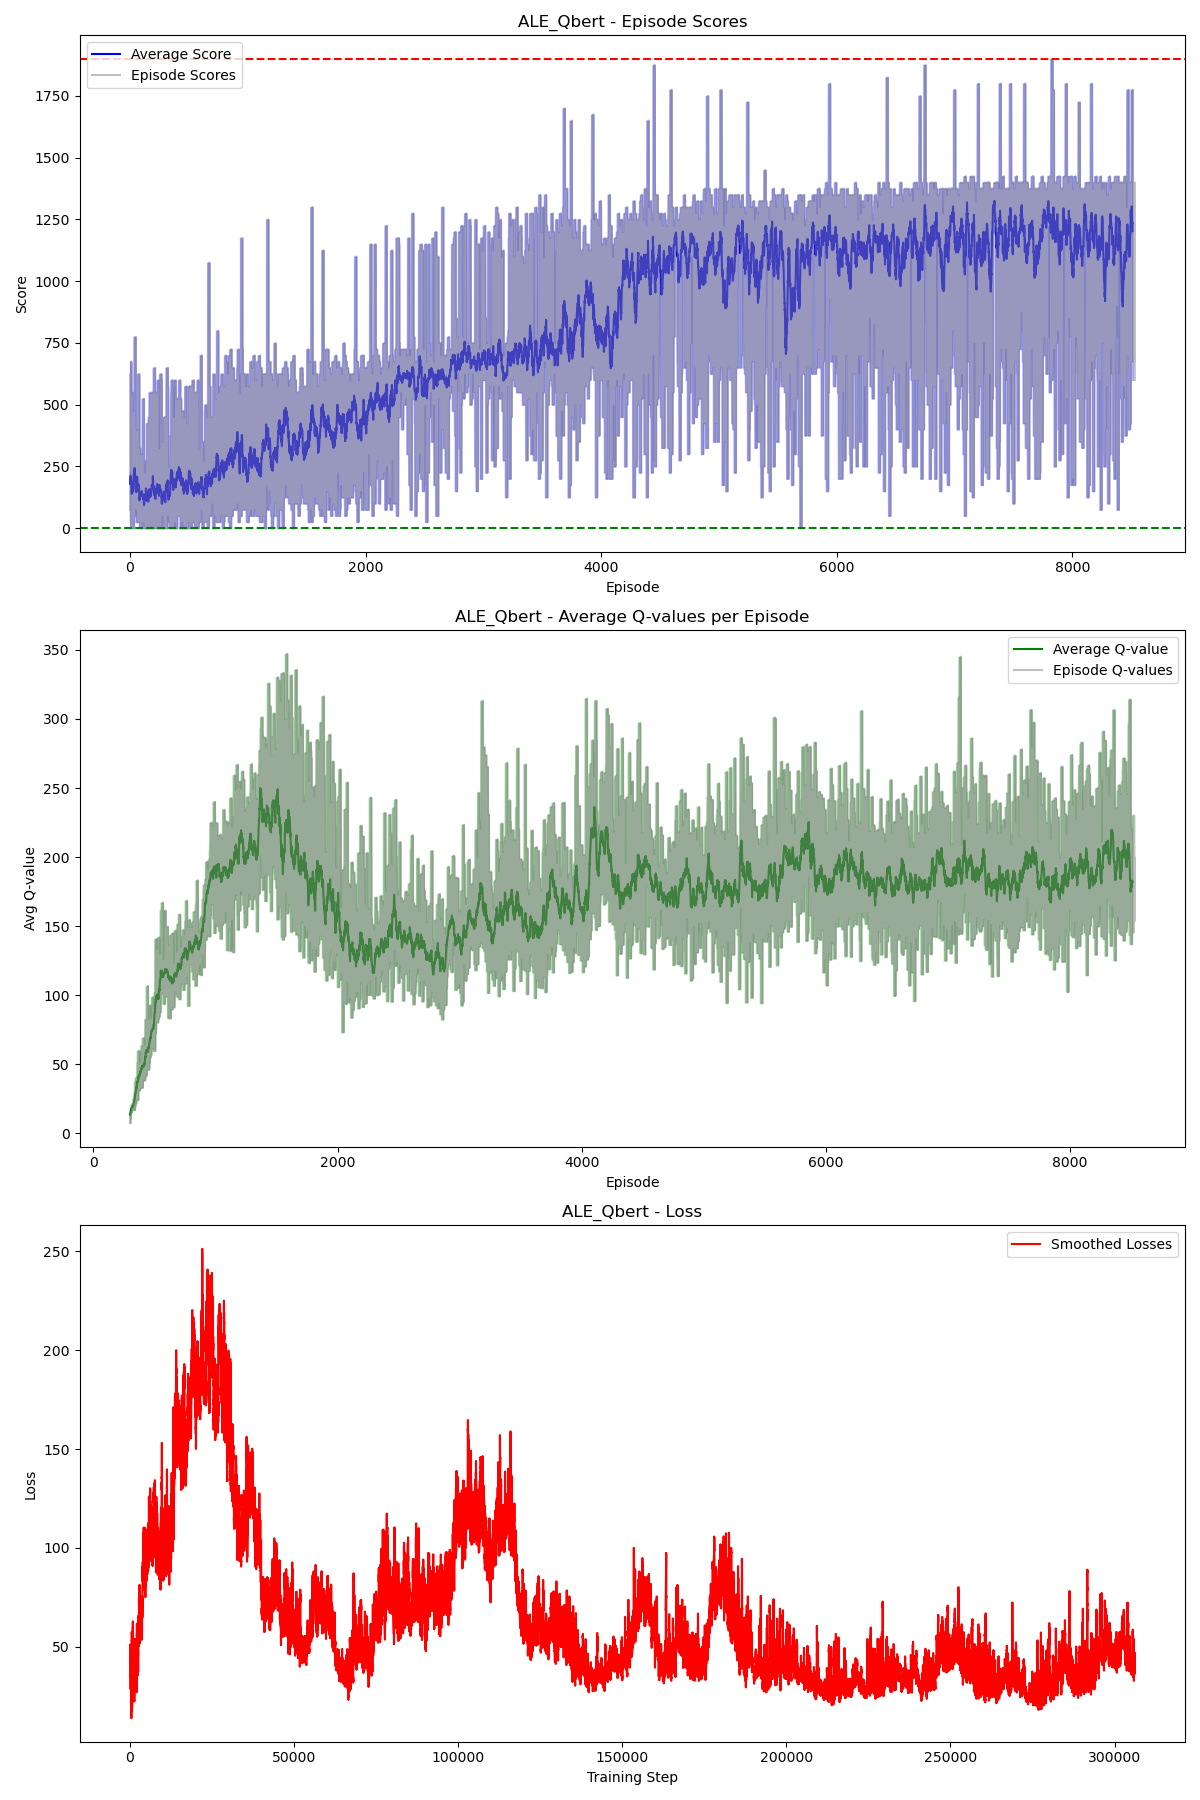 ALE_Qbert - Episode Scores
Average Score
Episode Scores
1750
1500
1250
1000
750
500
250
0
Score
0 2000 4000 6000 8000
Episode
ALE_Qbert - Average Q-values per Episode
Average Q-value
Episode Q-values
350
300
250
200
150
100
50
0
Avg Q-value
0 2000 4000 6000 8000
Episode
ALE_Qbert - Loss
Smoothed Losses
250
200
150
100
50
Loss
0 50000 100000 150000 200000 250000 300000
Training Step